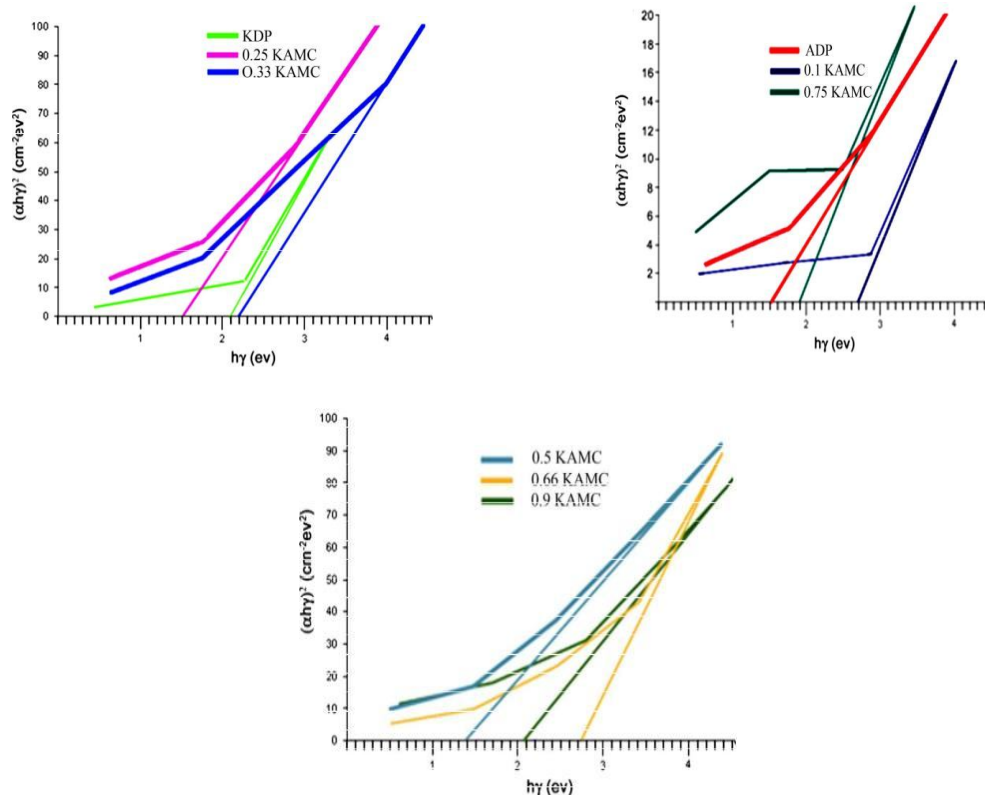 100
90
80
70
60
50
40
30
20
10
0
(αhγ)² (cm⁻²ev²)
KDP
0.25 KAMC
O.33 KAMC
1 2 3 4
hγ (ev)
20
18
16
14
12
10
8
6
4
2
(αhγ)² (cm⁻²ev²)
ADP
0.1 KAMC
0.75 KAMC
1 2 3 4
hγ (ev)
100
90
80
70
60
50
40
30
20
10
0
(αhγ)² (cm⁻²ev²)
0.5 KAMC
0.66 KAMC
0.9 KAMC
1 2 3 4
hγ (ev)